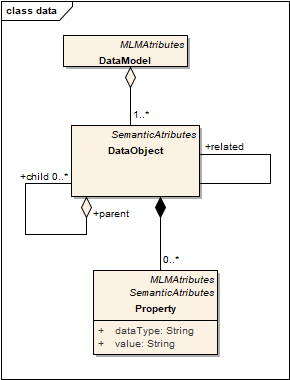 class data
MLMAtributes
DataModel
1..*
SemanticAtributes
DataObject
+related
+child 0..*
+parent
0..*
MLMAtributes
SemanticAtributes
Property
+ dataType: String
+ value: String